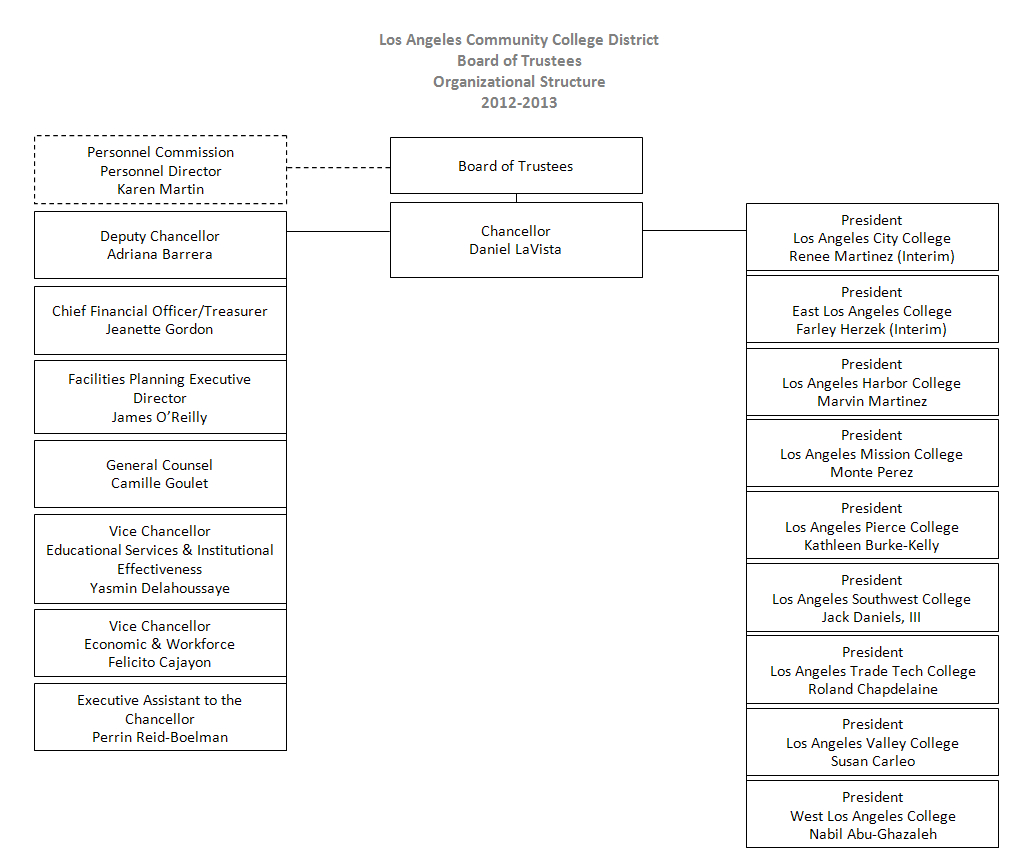 Los Angeles Community College District
Board of Trustees
Organizational Structure
2012-2013
Personnel Commission
Personnel Director
Karen Martin
Board of Trustees
Chancellor
Daniel LaVista
Deputy Chancellor
Adriana Barrera
Chief Financial Officer/Treasurer
Jeanette Gordon
Facilities Planning Executive
Director
James O’Reilly
General Counsel
Camille Goulet
Vice Chancellor
Educational Services & Institutional
Effectiveness
Yasmin Delahoussaye
Vice Chancellor
Economic & Workforce
Felicito Cajayon
Executive Assistant to the
Chancellor
Perrin Reid-Boelman
President
Los Angeles City College
Renee Martinez (Interim)
President
East Los Angeles College
Farley Herzek (Interim)
President
Los Angeles Harbor College
Marvin Martinez
President
Los Angeles Mission College
Monte Perez
President
Los Angeles Pierce College
Kathleen Burke-Kelly
President
Los Angeles Southwest College
Jack Daniels, III
President
Los Angeles Trade Tech College
Roland Chapdelaine
President
Los Angeles Valley College
Susan Carleo
President
West Los Angeles College
Nabil Abu-Ghazaleh